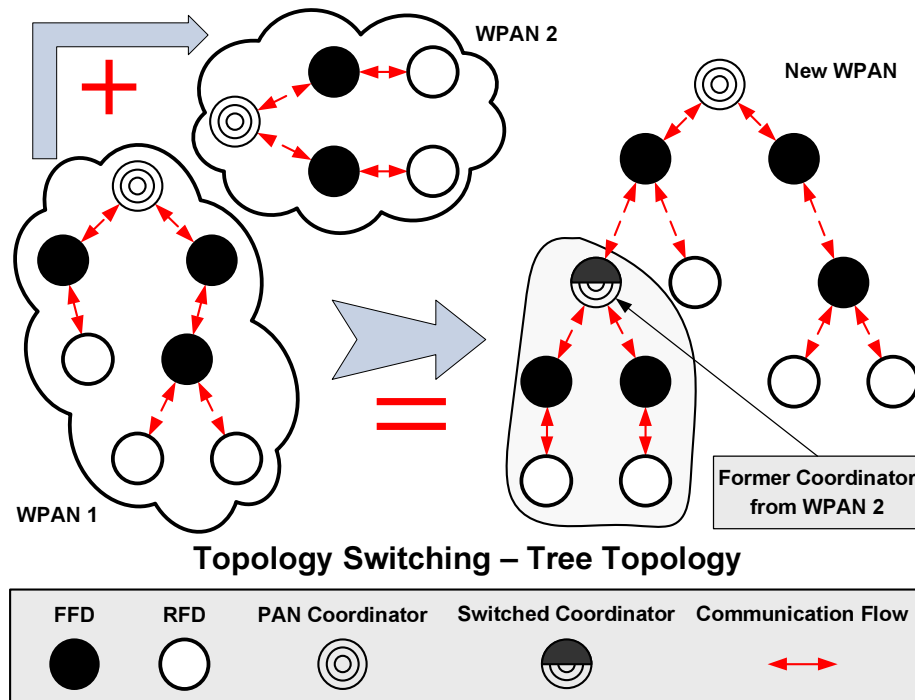 WPAN 2
New WPAN
WPAN 1
Former Coordinator
from WPAN 2
Topology Switching – Tree Topology
FFD RFD PAN Coordinator Switched Coordinator Communication Flow